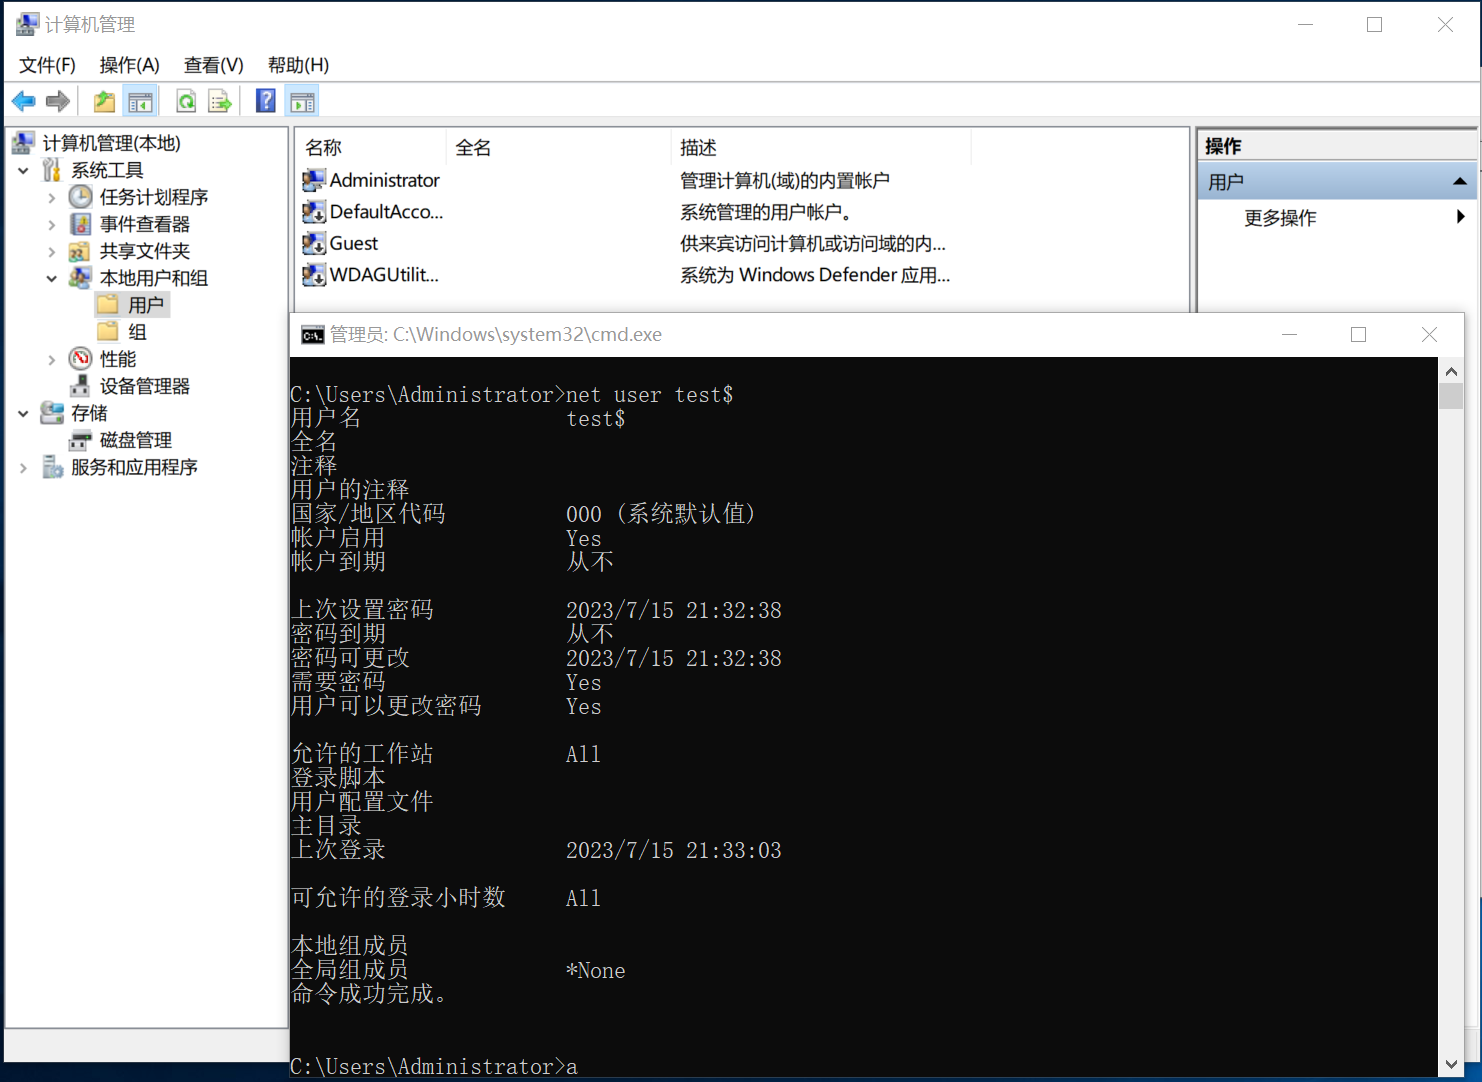 计算机管理
文件(F) 操作(A) 查看(V) 帮助(H)
计算机管理(本地)
系统工具
任务计划程序
事件查看器
共享文件夹
本地用户和组
用户
组
性能
设备管理器
存储
磁盘管理
服务和应用程序
名称 全名 描述
Administrator 管理计算机(域)的内置帐户
DefaultAcco... 系统管理的用户帐户。
Guest 供来宾访问计算机或访问域的内...
WDAGUtilit... 系统为 Windows Defender 应用...
操作
用户
更多操作
管理员: C:\Windows\system32\cmd.exe
C:\Users\Administrator>net user test$
用户名 test$
全名
注释
用户的注释
国家/地区代码 000 (系统默认值)
帐户启用 Yes
帐户到期 从不
上次设置密码 2023/7/15 21:32:38
密码到期 从不
密码可更改 2023/7/15 21:32:38
需要密码 Yes
用户可以更改密码 Yes
允许的工作站 All
登录脚本
用户配置文件
主目录
上次登录 2023/7/15 21:33:03
可允许的登录小时数 All
本地组成员
全局组成员 *None
命令成功完成。
C:\Users\Administrator>a